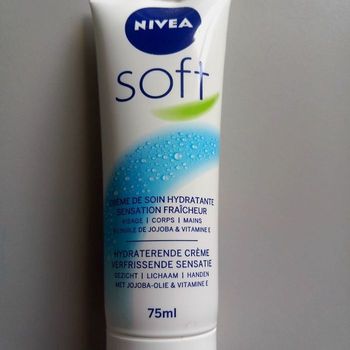 NIVEA
soft
CRÈME DE SOIN HYDRATANTE
SENSATION FRAÎCHEUR
VISAGE | CORPS | MAINS
HUILE DE JOJOBA & VITAMINE E
HYDRATERENDE CRÈME
VERFRISSENDE SENSATIE
GEZICHT | LICHAAM | HANDEN
MET JOJOBA-OLIE & VITAMINE E
75ml